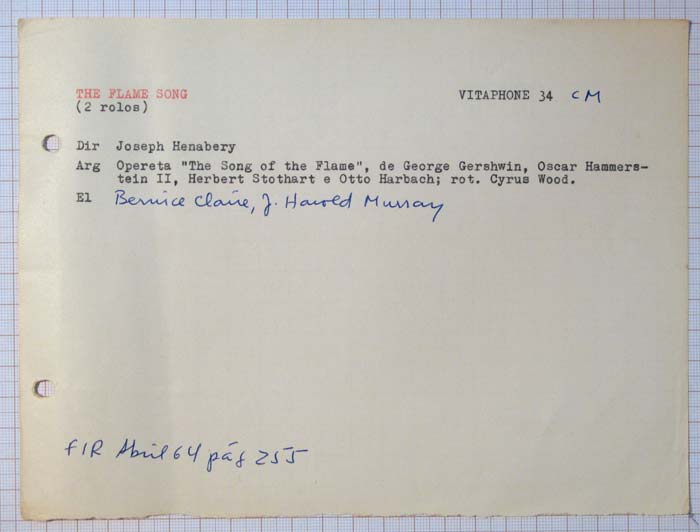 THE FLAME SONG VITAPHONE 34 CM
(2 rolos)
Dir Joseph Henabery
Arg Opereta "The Song of the Flame", de George Gershwin, Oscar Hammers-
tein II, Herbert Stothart e Otto Harbach; rot. Cyrus Wood.
El Bernice Claire, J. Harold Murray
FIR Abril 64 pág 255